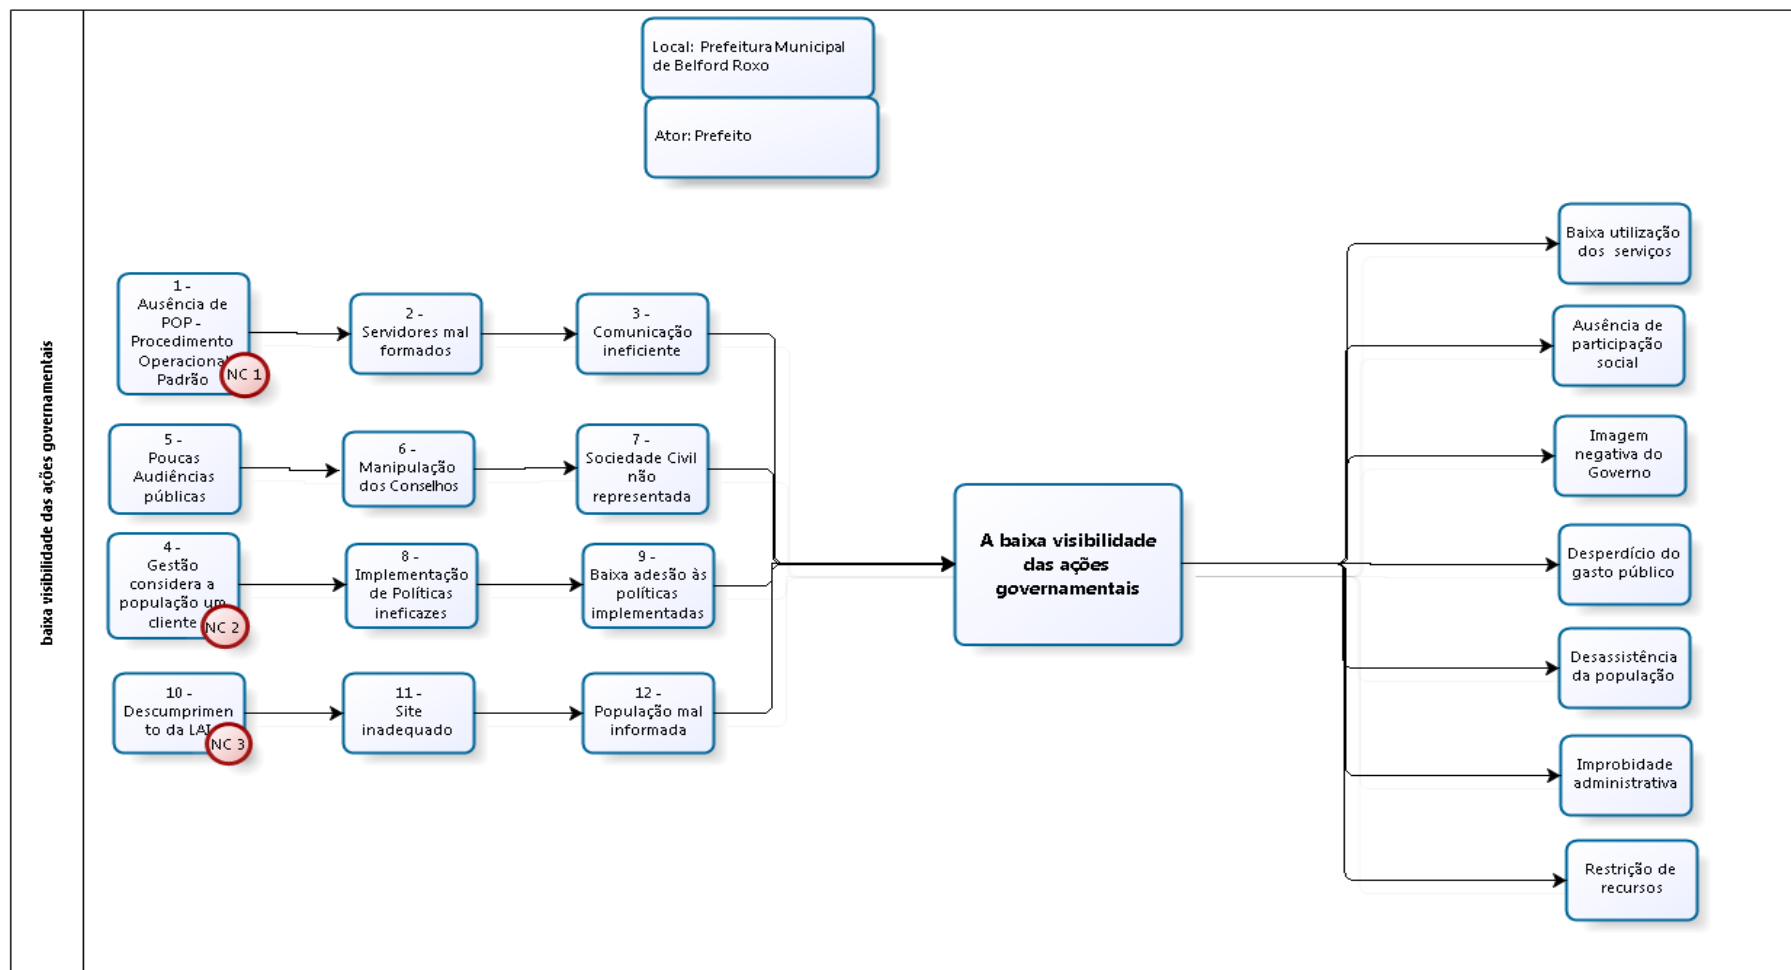 baixa visibilidade das ações governamentais
Local: Prefeitura Municipal
de Belford Roxo
Ator: Prefeito
1 -
Ausência de
POP -
Procedimento
Operacional
Padrão
NC 1
2 -
Servidores mal
formados
3 -
Comunicação
ineficiente
5 -
Poucas
Audiências
públicas
6 -
Manipulação
dos Conselhos
7 -
Sociedade Civil
não
representada
4 -
Gestão
considera a
população um
cliente
NC 2
8 -
Implementação
de Políticas
ineficazes
9 -
Baixa adesão às
políticas
implementadas
10 -
Descumprimen
to da LAI
NC 3
11 -
Site
inadequado
12 -
População mal
informada
A baixa visibilidade
das ações
governamentais
Baixa utilização
dos serviços
Ausência de
participação
social
Imagem
negativa do
Governo
Desperdício do
gasto público
Desassistência
da população
Improbidade
administrativa
Restrição de
recursos